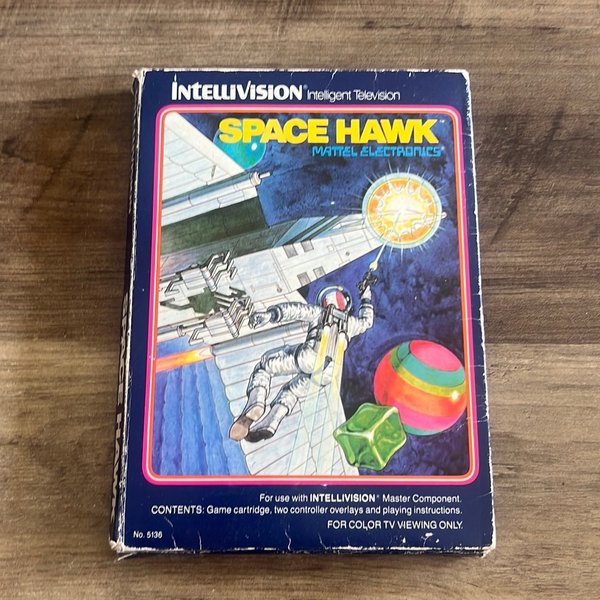 INTELLIVISION® Intelligent Television
SPACE HAWK™
MATTEL ELECTRONICS®
For use with INTELLIVISION® Master Component.
CONTENTS: Game cartridge, two controller overlays and playing instructions.
FOR COLOR TV VIEWING ONLY.
No. 5136